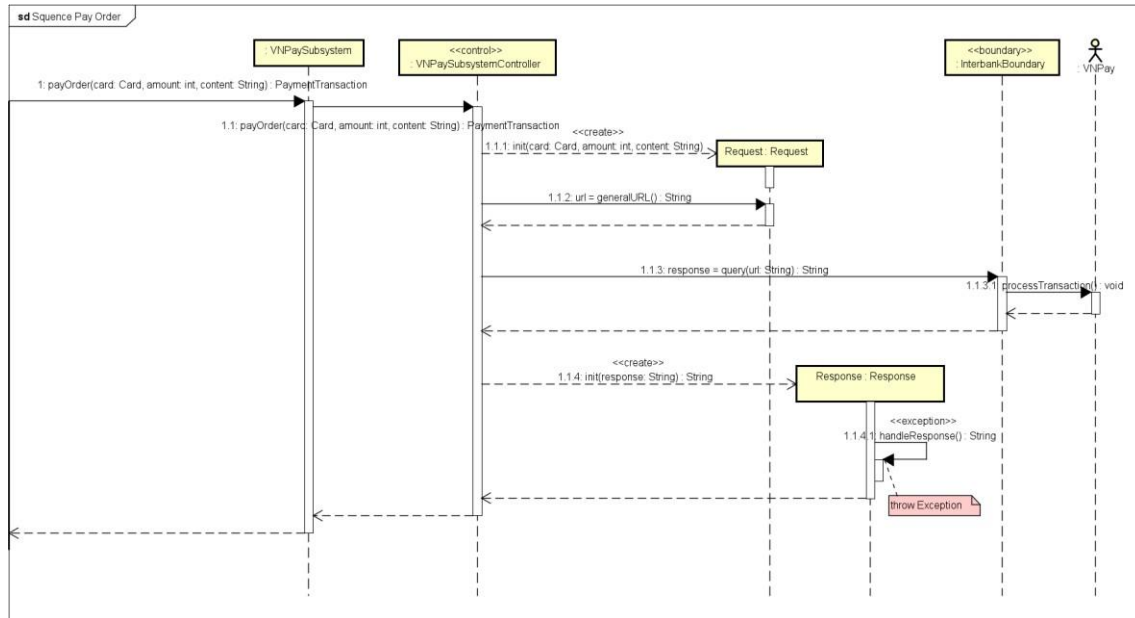 sd Squence Pay Order
: VNPaySubsystem
<<control>>
: VNPaySubsystemController
<<boundary>>
: InterbankBoundary
: VNPay
1: payOrder(card: Card, amount: int, content: String) : PaymentTransaction
1.1: payOrder(card: Card, amount: int, content: String) : PaymentTransaction
<<create>>
1.1.1: init(card: Card, amount: int, content: String)
Request : Request
1.1.2: url = generalURL() : String
1.1.3: response = query(url: String) : String
1.1.3.1: processTransaction() : void
<<create>>
1.1.4: init(response: String) : String
Response : Response
<<exception>>
1.1.4.1: handleResponse() : String
throw Exception